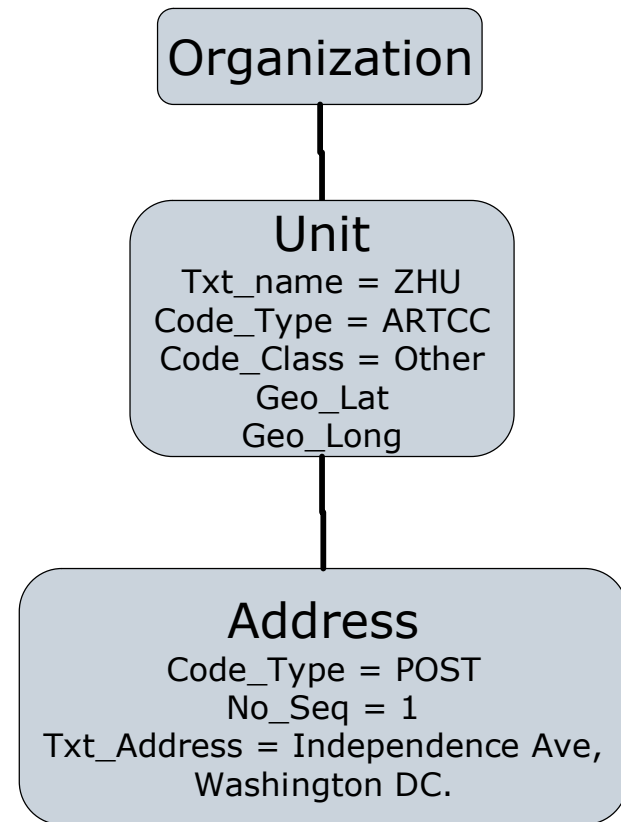 Organization
Unit
Txt_name = ZHU
Code_Type = ARTCC
Code_Class = Other
Geo_Lat
Geo_Long
Address
Code_Type = POST
No_Seq = 1
Txt_Address = Independence Ave,
Washington DC.